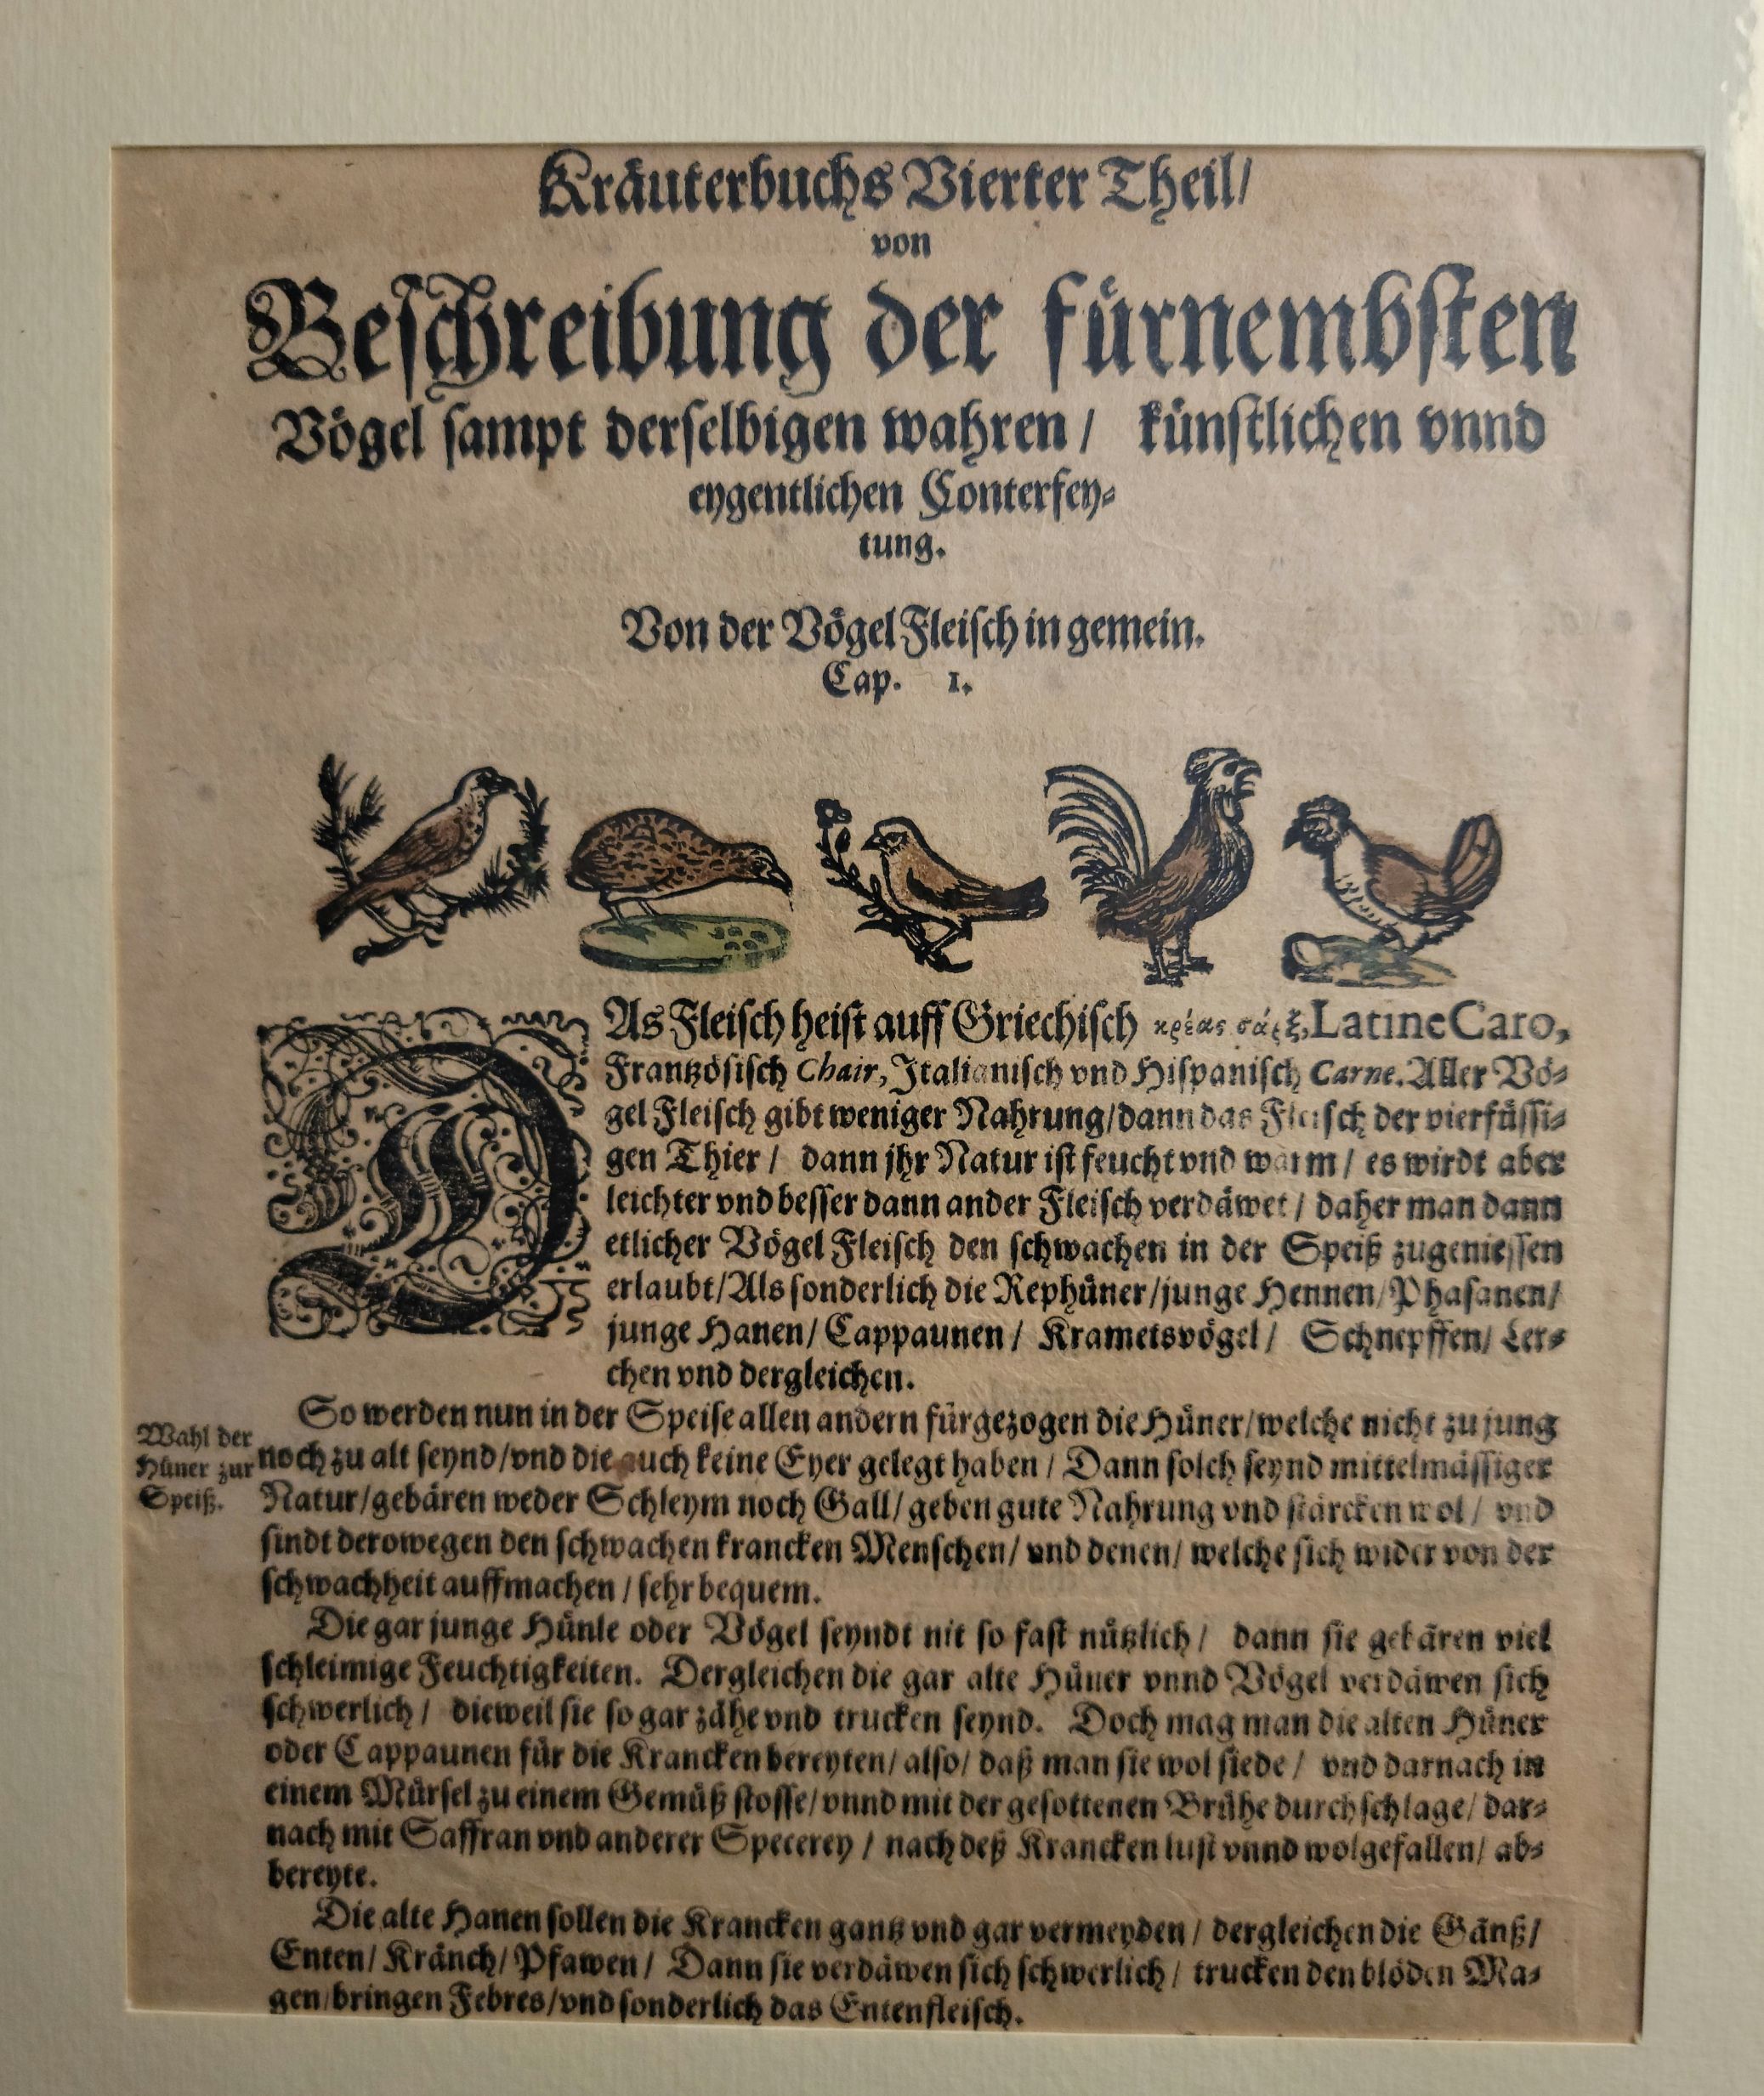 Kräuterbuchs Vierter Theil/
von
Beschreibung der fürnembsten
Vögel sampt derselbigen wahren / künstlichen vnnd
eygentlichen Conterfey-
tung.
Von der Vögel Fleisch in gemein.
Cap. 1.
DAs Fleisch heist auff Griechisch κρέας σάρξ, Latine Caro,
Frantzösisch Chair, Italianisch vnd Hispanisch Carne. Aller Vö-
gel Fleisch gibt weniger Nahrung/dann das Fleisch der vierfüssi-
gen Thier / dann jhr Natur ist feucht vnd warm / es wirdt aber
leichter vnd besser dann ander Fleisch verdäwet / daher man dann
etlicher Vögel Fleisch den schwachen in der Speiß zugeniessen
erlaubt/Als sonderlich die Rephüner/junge Hennen/Phasanen/
junge Hanen/ Cappaunen / Krametsvögel / Schnepffen/ Ler-
chen vnd dergleichen.
So werden nun in der Speise allen andern fürgezogen die Hüner/welche nicht zu jung
Wahl der
Hüner zur
Speiß.
noch zu alt seynd/vnd die auch keine Eyer gelegt haben / Dann solch seynd mittelmässiger
Natur/gebären weder Schleym noch Gall/geben gute Nahrung vnd stärcken wol / vnd
sindt derowegen den schwachen krancken Menschen/ vnd denen/ welche sich wider von der
schwachheit auffmachen / sehr bequem.
Die gar junge Hünle oder Vögel seyndt nit so fast nützlich / dann sie gebären viel
schleimige Feuchtigkeiten. Dergleichen die gar alte Hüner vnnd Vögel verdäwen sich
schwerlich / dieweil sie so gar zähe vnd trucken seynd. Doch mag man die alten Hüner
oder Cappaunen für die Krancken bereyten/ also/ daß man sie wol siede / vnd darnach in
einem Mürsel zu einem Gemüß stosse/vnnd mit der gesottenen Brühe durchschlage/ dar-
nach mit Saffran vnd anderer Specerey / nach deß Krancken lust vnnd wolgefallen/ ab-
bereyte.
Die alte Hanen sollen die Krancken gantz vnd gar vermeyden / dergleichen die Gänß/
Enten/ Kränch/ Pfawen / Dann sie verdäwen sich schwerlich / trucken den blöden Ma-
gen/bringen Febres/vnd sonderlich das Entenfleisch.